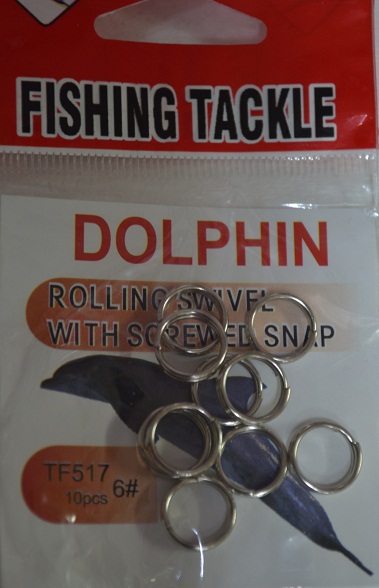 FISHING TACKLE
DOLPHIN
ROLLING SWIVEL
WITH SCREWED SNAP
TF517
10pcs 6#